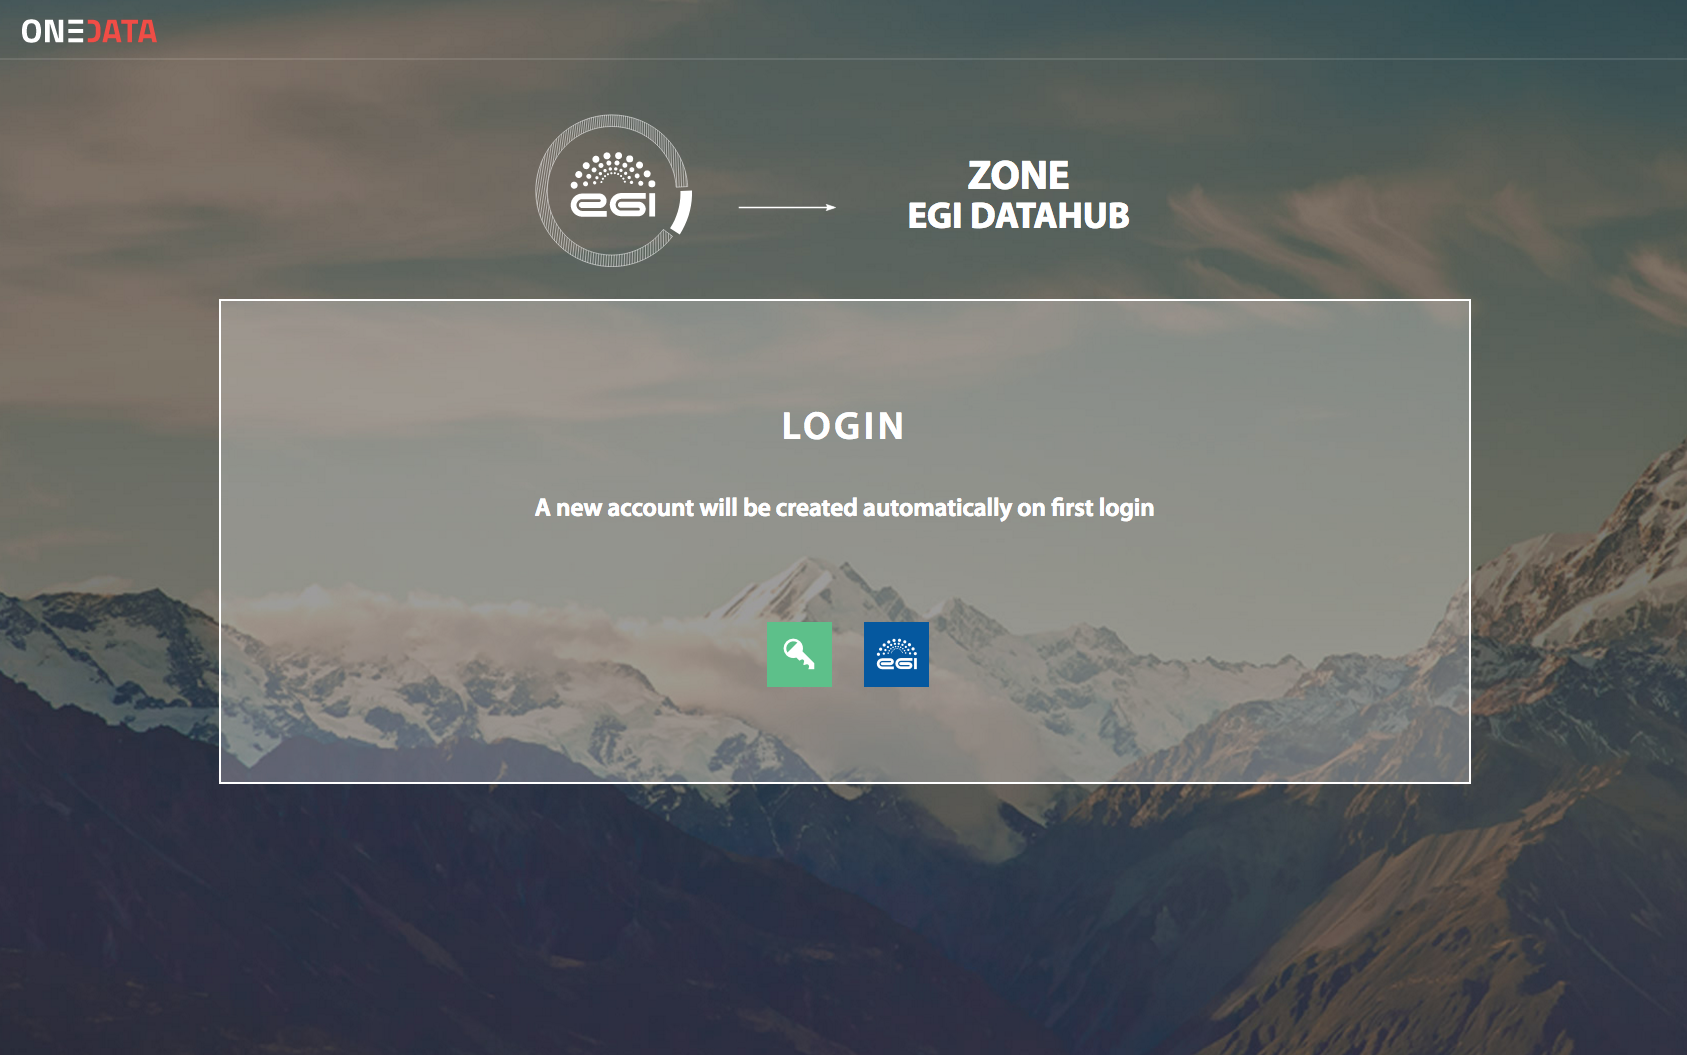 ONEDATA
egi
ZONE
EGI DATAHUB
LOGIN
A new account will be created automatically on first login
egi